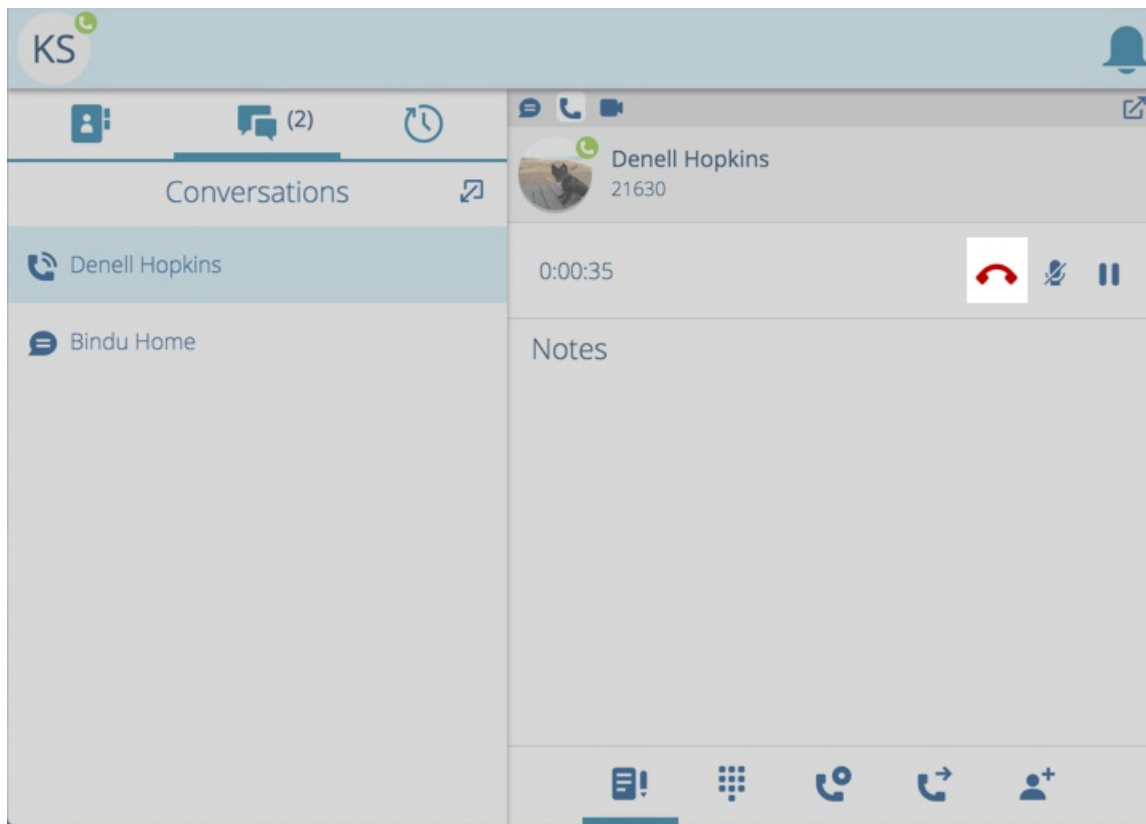 KS
(2)
Conversations
Denell Hopkins
Bindu Home
Denell Hopkins
21630
0:00:35
Notes